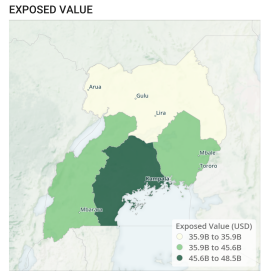 EXPOSED VALUE
Arua
Gulu
Lira
Mbale
Tororo
Kampala
Mbarara
Exposed Value (USD)
35.9B to 35.9B
35.9B to 45.6B
45.6B to 48.5B